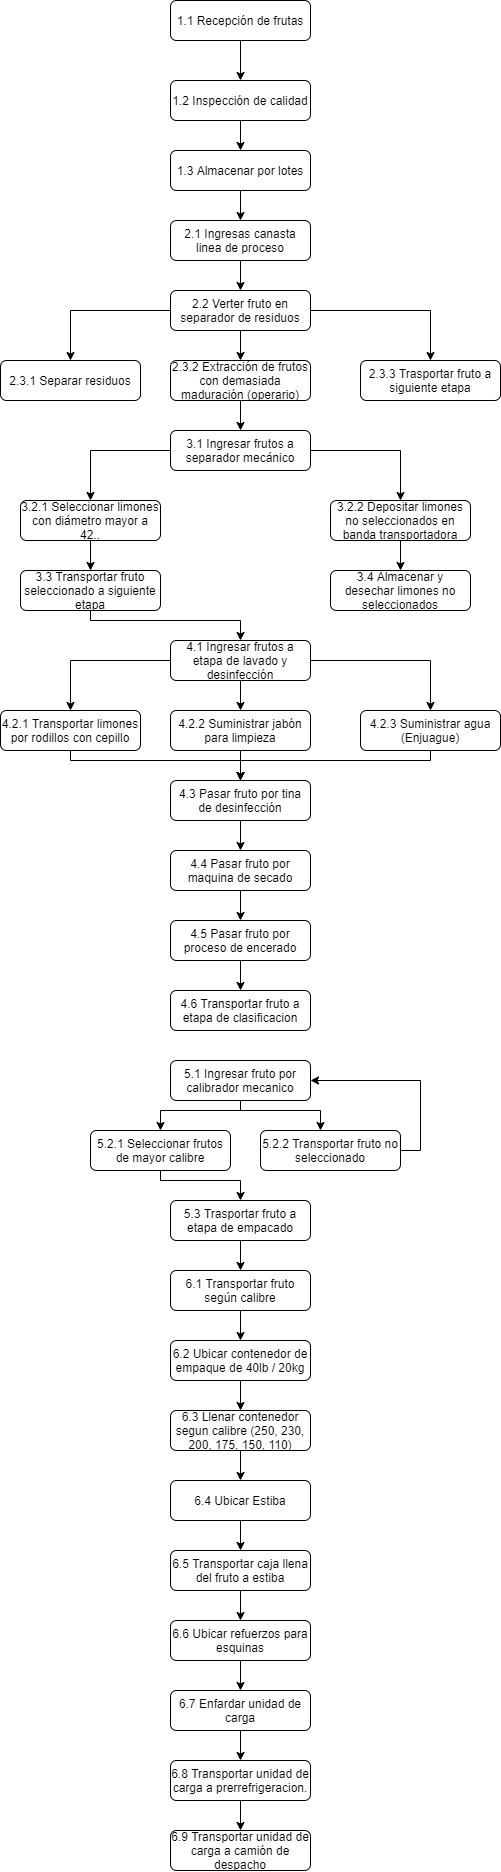 1.1 Recepción de frutas
1.2 Inspección de calidad
1.3 Almacenar por lotes
2.1 Ingresas canasta
linea de proceso
2.2 Verter fruto en
separador de residuos
2.3.1 Separar residuos
2.3.2 Extracción de frutos
con demasiada
maduración (operario)
2.3.3 Trasportar fruto a
siguiente etapa
3.1 Ingresar frutos a
separador mecánico
3.2.1 Seleccionar limones
con diámetro mayor a
42..
3.2.2 Depositar limones
no seleccionados en
banda transportadora
3.3 Transportar fruto
seleccionado a siguiente
etapa
3.4 Almacenar y
desechar limones no
seleccionados
4.1 Ingresar frutos a
etapa de lavado y
desinfección
4.2.1 Transportar limones
por rodillos con cepillo
4.2.2 Suministrar jabón
para limpieza
4.2.3 Suministrar agua
(Enjuague)
4.3 Pasar fruto por tina
de desinfección
4.4 Pasar fruto por
maquina de secado
4.5 Pasar fruto por
proceso de encerado
4.6 Transportar fruto a
etapa de clasificacion
5.1 Ingresar fruto por
calibrador mecanico
5.2.1 Seleccionar frutos
de mayor calibre
5.2.2 Transportar fruto no
seleccionado
5.3 Trasportar fruto a
etapa de empacado
6.1 Transportar fruto
según calibre
6.2 Ubicar contenedor de
empaque de 40lb / 20kg
6.3 Llenar contenedor
segun calibre (250, 230,
200, 175, 150, 110)
6.4 Ubicar Estiba
6.5 Transportar caja llena
del fruto a estiba
6.6 Ubicar refuerzos para
esquinas
6.7 Enfardar unidad de
carga
6.8 Transportar unidad de
carga a prerrefrigeracion.
6.9 Transportar unidad de
carga a camión de
despacho